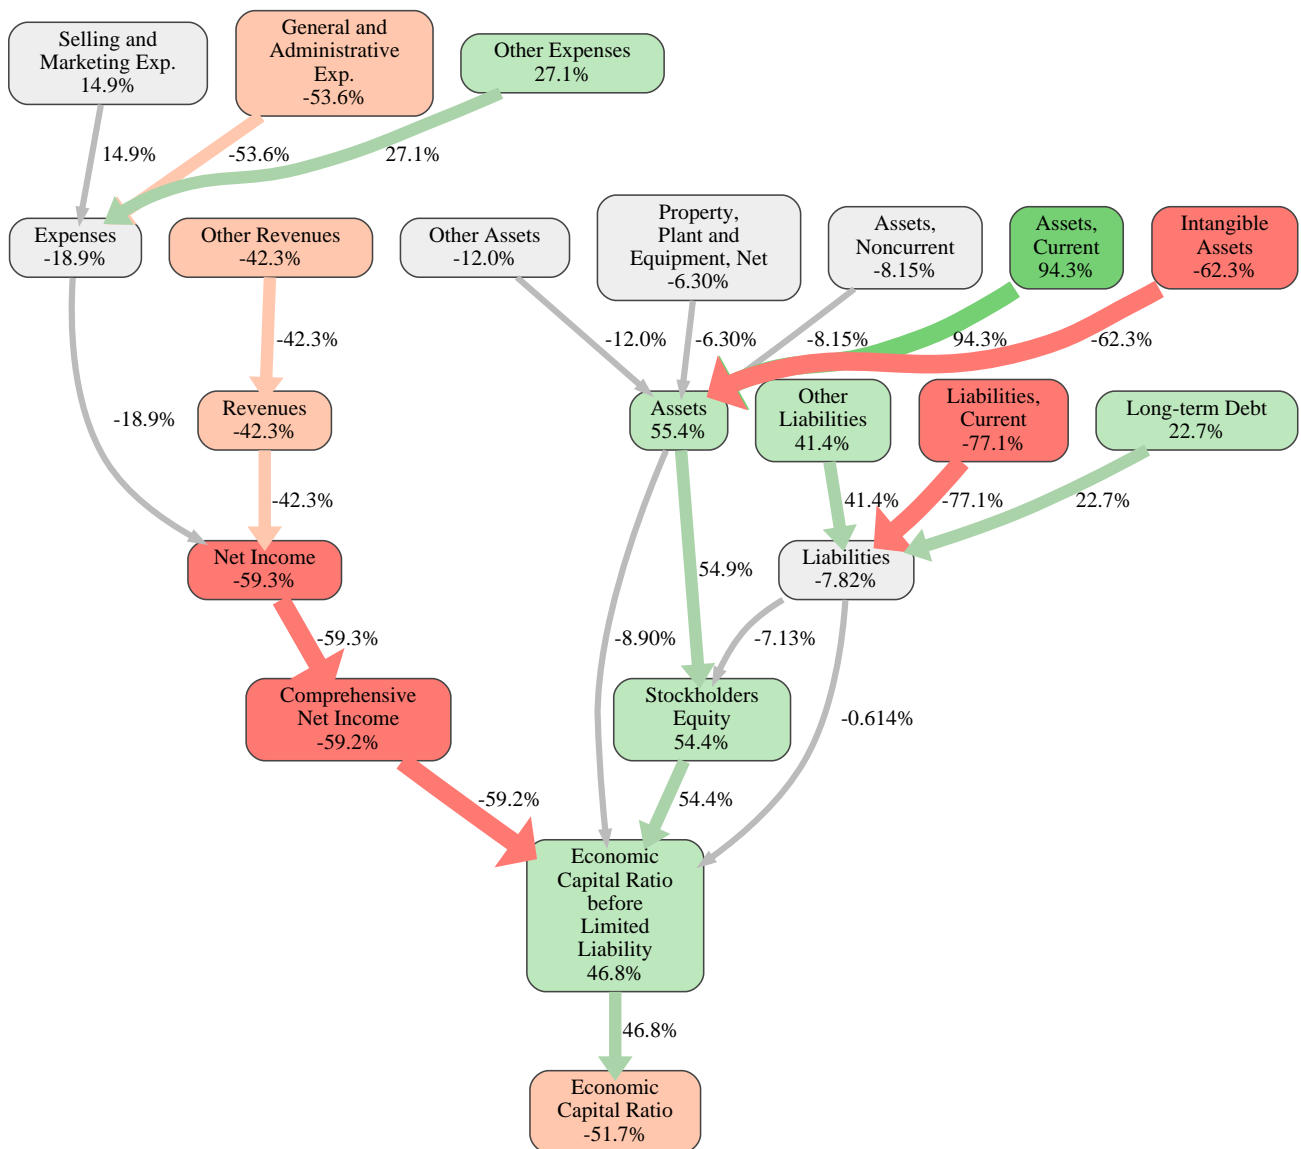 Selling and
Marketing Exp.
14.9%
General and
Administrative
Exp.
-53.6%
Other Expenses
27.1%
14.9%
-53.6%
27.1%
Expenses
-18.9%
Other Revenues
-42.3%
Other Assets
-12.0%
Property,
Plant and
Equipment, Net
-6.30%
Assets,
Noncurrent
-8.15%
Assets,
Current
94.3%
Intangible
Assets
-62.3%
-42.3%
-12.0%
-6.30%
-8.15%
94.3%
-62.3%
Revenues
-42.3%
Assets
55.4%
Other
Liabilities
41.4%
Liabilities,
Current
-77.1%
Long-term Debt
22.7%
-18.9%
-42.3%
41.4%
-77.1%
22.7%
Net Income
-59.3%
54.9%
Liabilities
-7.82%
-59.3%
-8.90%
-7.13%
-0.614%
Comprehensive
Net Income
-59.2%
Stockholders
Equity
54.4%
-59.2%
54.4%
Economic
Capital Ratio
before
Limited
Liability
46.8%
46.8%
Economic
Capital Ratio
-51.7%